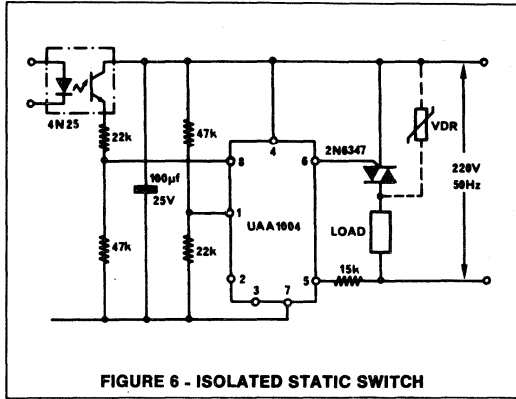 4N25
22k
47k
100µf
25V
47k
22k
8
1
2
3
7
4
6
5
UAA1004
2N6347
VDR
LOAD
15k
220V
50Hz
FIGURE 6 - ISOLATED STATIC SWITCH